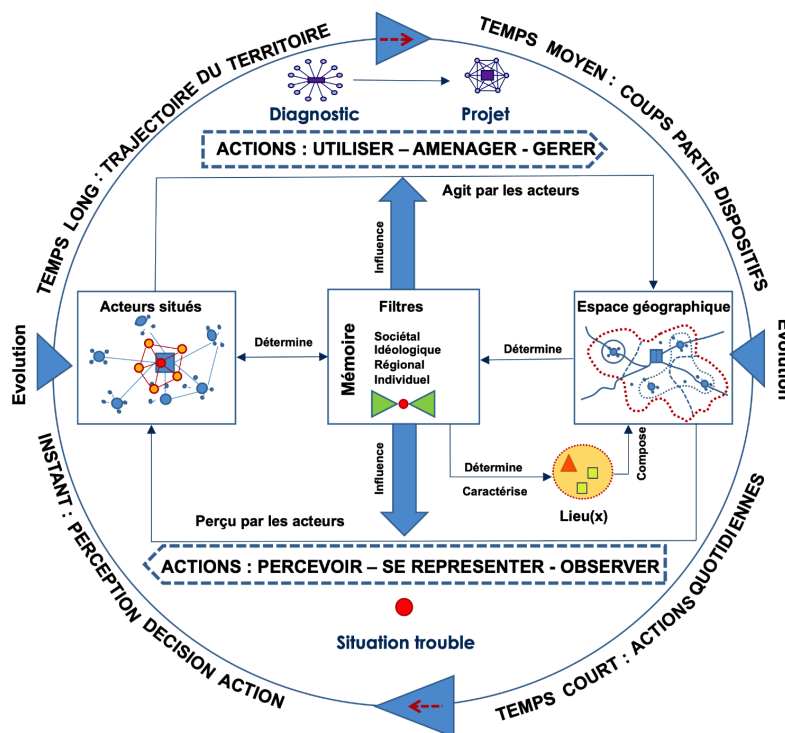 TEMPS LONG : TRAJECTOIRE DU TERRITOIRE
TEMPS MOYEN : COUPS PARTIS DISPOSITIFS
Diagnostic
Projet
ACTIONS : UTILISER – AMENAGER - GERER
Agit par les acteurs
Influence
Acteurs situés
Filtres
Espace géographique
Evolution
Evolution
Mémoire
Sociétal
Idéologique
Régional
Individuel
Détermine
Détermine
Influence
Détermine
Caractérise
Compose
Lieu(x)
Perçu par les acteurs
ACTIONS : PERCEVOIR – SE REPRESENTER - OBSERVER
Situation trouble
INSTANT : PERCEPTION DECISION ACTION
TEMPS COURT : ACTIONS QUOTIDIENNES